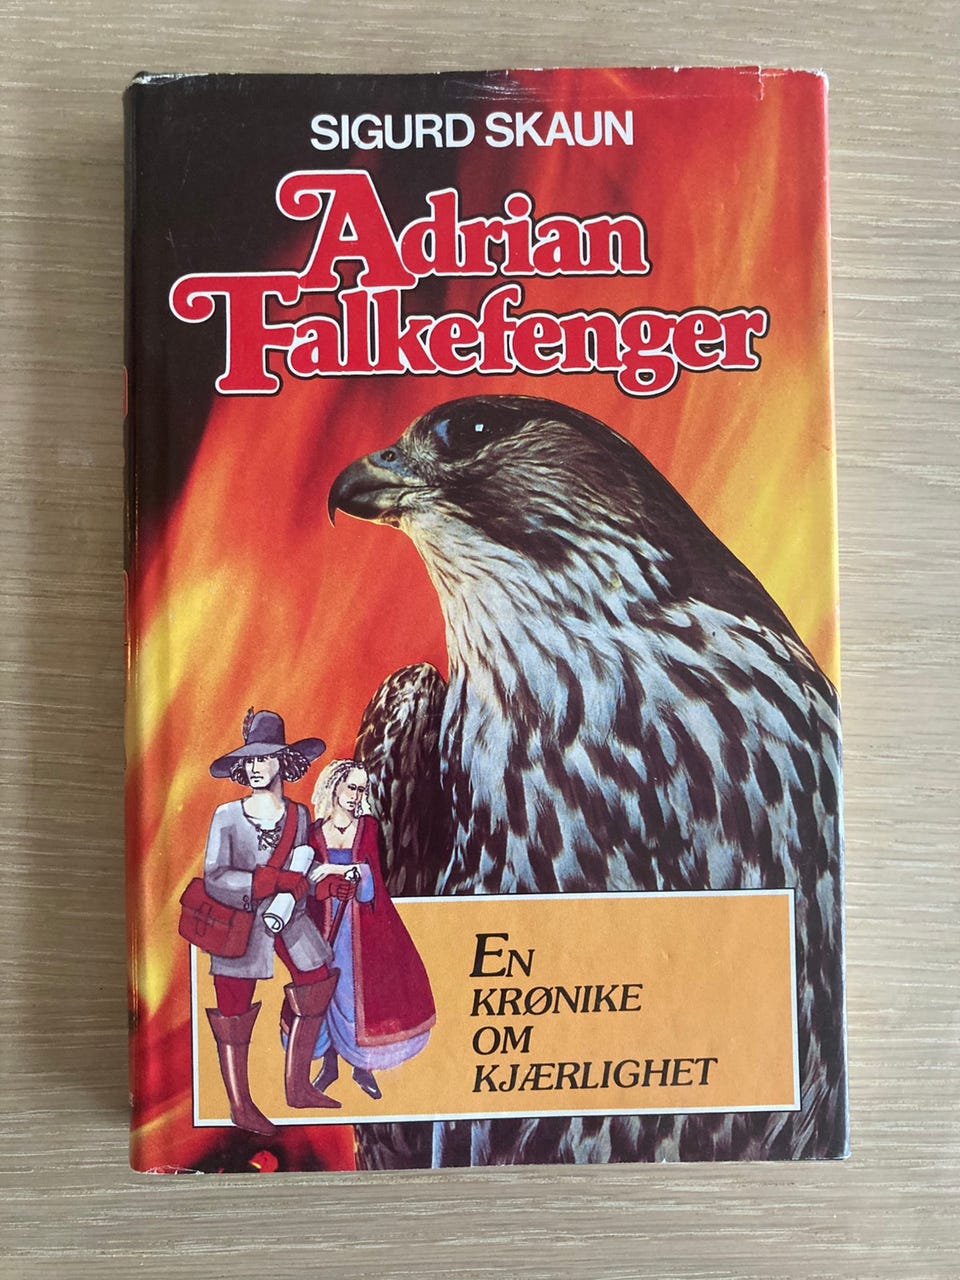 SIGURD SKAUN
Adrian
Falkefenger
EN
KRØNIKE
OM
KJÆRLIGHET